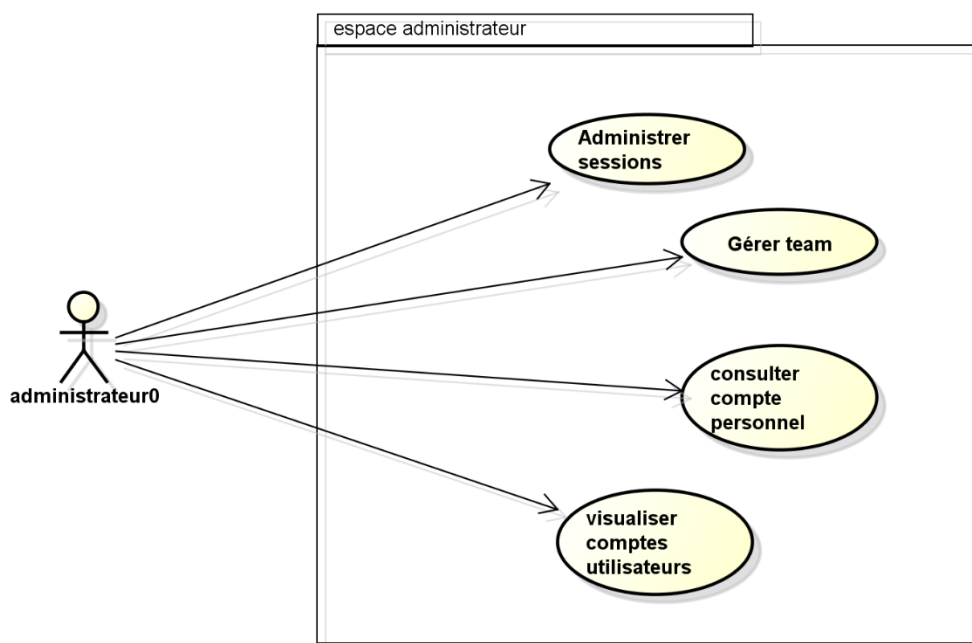 espace administrateur
Administrer
sessions
Gérer team
administrateur0
consulter
compte
personnel
visualiser
comptes
utilisateurs